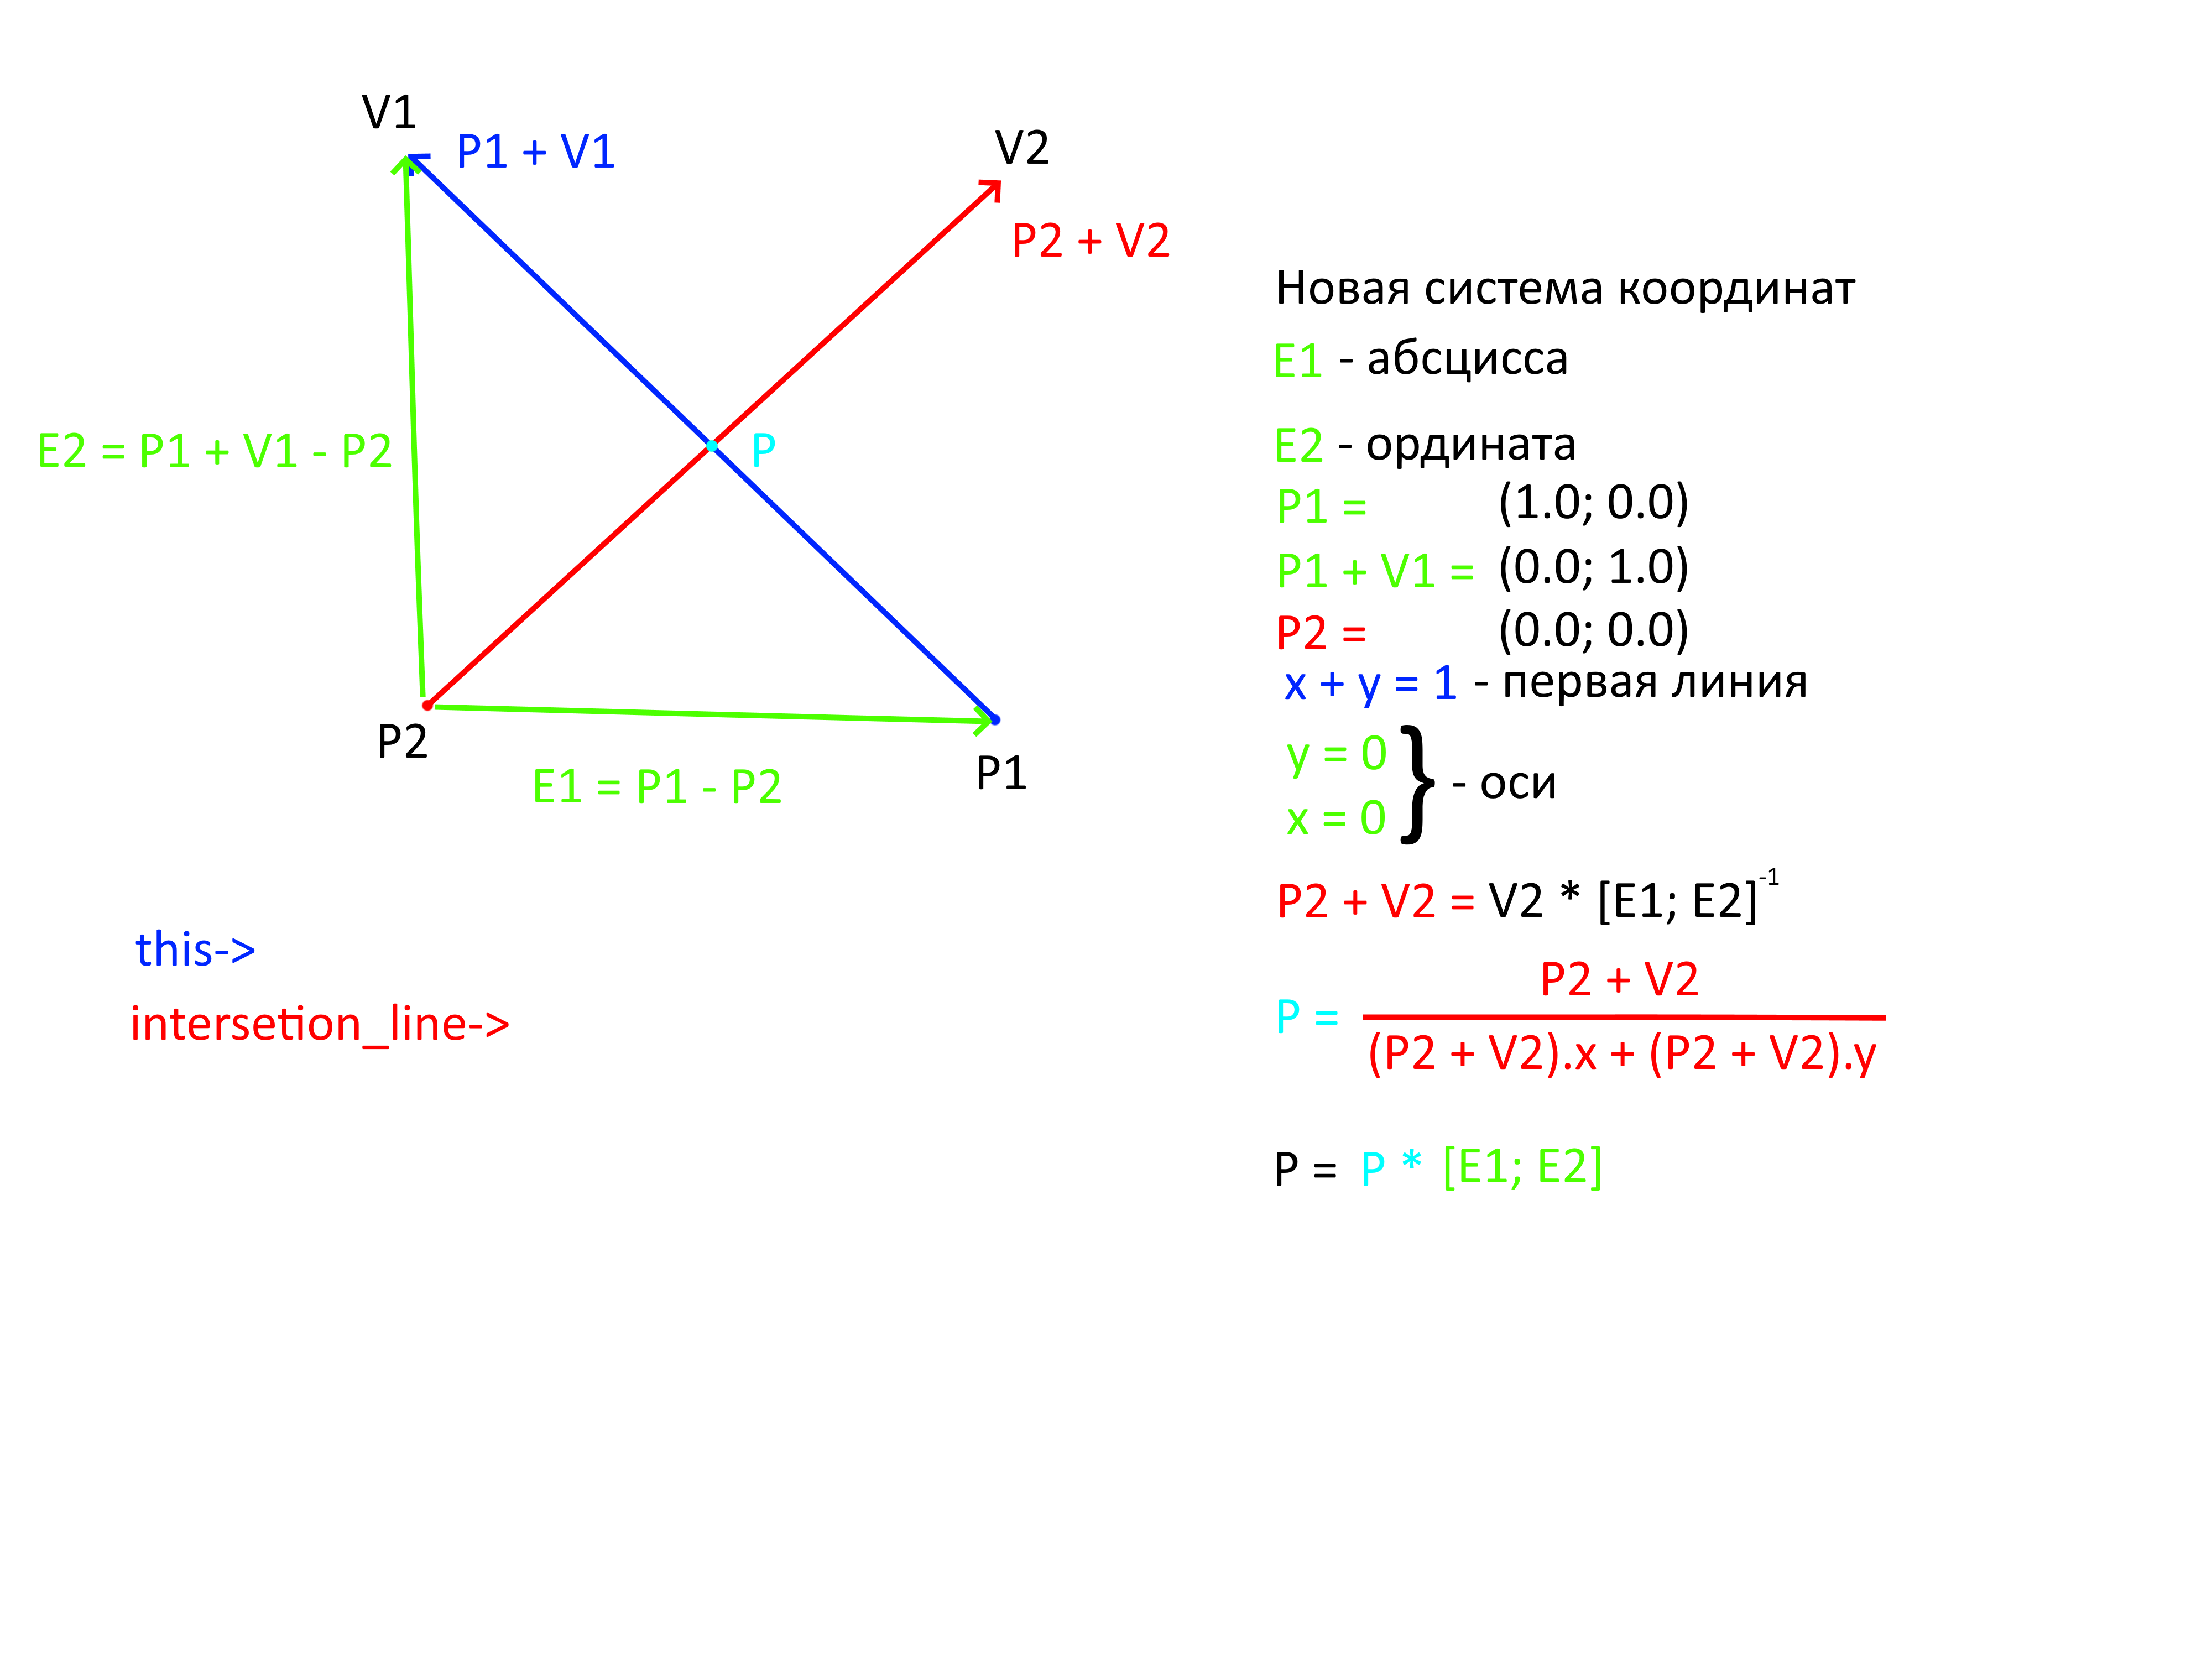 V1
P1 + V1
V2
P2 + V2
E2 = P1 + V1 - P2
P
P2
P1
E1 = P1 - P2
this->
intersetion_line->
Новая система координат
E1 - абсцисса
E2 - ордината
P1 = (1.0; 0.0)
P1 + V1 = (0.0; 1.0)
P2 = (0.0; 0.0)
x + y = 1 - первая линия
y = 0
x = 0
} - оси
P2 + V2 = V2 * [E1; E2]-1
P2 + V2
P =
(P2 + V2).x + (P2 + V2).y
P = P * [E1; E2]